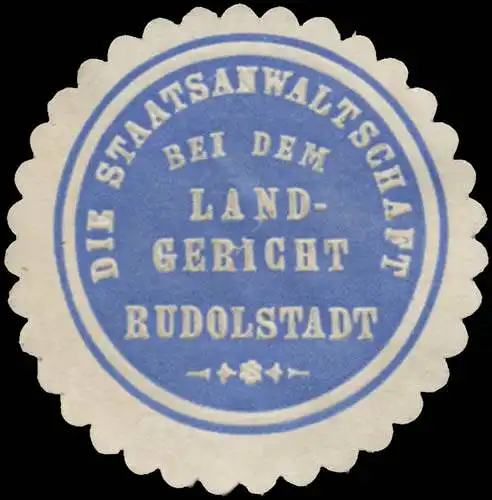 DIE STAATSANWALTSCHAFT
BEI DEM
LAND-
GERICHT
RUDOLSTADT